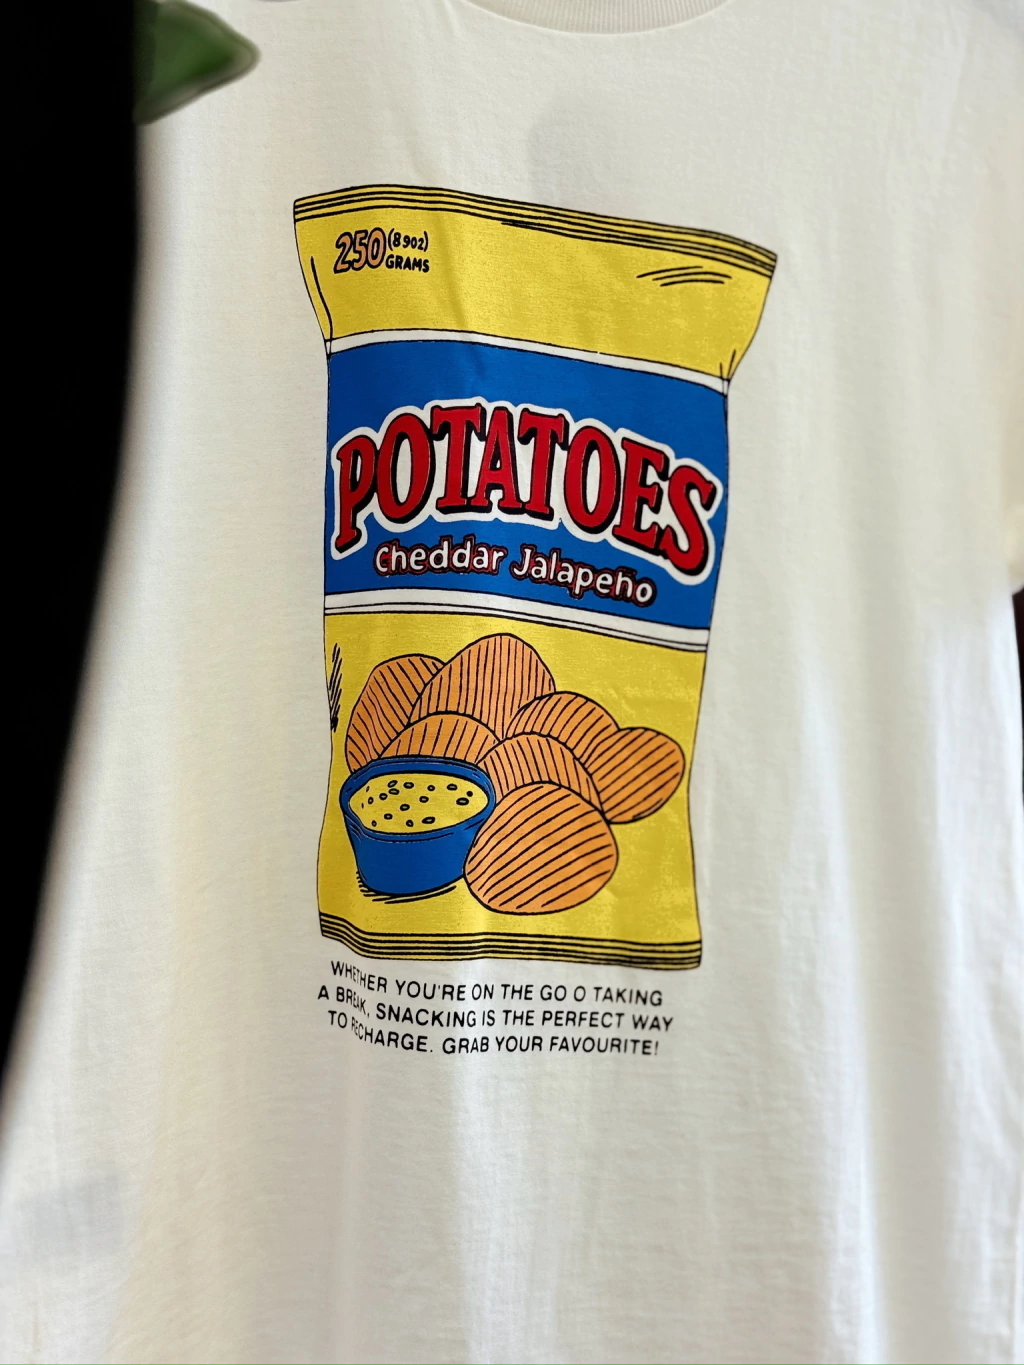 250 (8 9oz)
GRAMS
POTATOES
Cheddar Jalapeño
WHETHER YOU'RE ON THE GO O TAKING
A BREAK, SNACKING IS THE PERFECT WAY
TO RECHARGE. GRAB YOUR FAVOURITE!